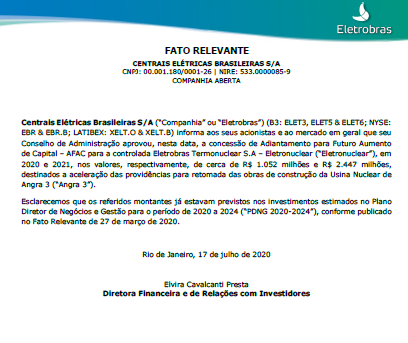 Eletrobras
FATO RELEVANTE
CENTRAIS ELÉTRICAS BRASILEIRAS S/A
CNPJ: 00.001.180/0001-26 | NIRE: 533.0000085-9
COMPANHIA ABERTA
Centrais Elétricas Brasileiras S/A (“Companhia” ou “Eletrobras”) (B3: ELET3, ELET5 & ELET6; NYSE:
EBR & EBR.B; LATIBEX: XELT.O & XELT.B) informa aos seus acionistas e ao mercado em geral que seu
Conselho de Administração aprovou, nesta data, a concessão de Adiantamento para Futuro Aumento
de Capital – AFAC para a controlada Eletrobras Termonuclear S.A – Eletronuclear (“Eletronuclear”), em
2020 e 2021, nos valores, respectivamente, de cerca de R$ 1.052 milhões e R$ 2.447 milhões,
destinados a aceleração das providências para retomada das obras de construção da Usina Nuclear de
Angra 3 (“Angra 3”).
Esclarecemos que os referidos montantes já estavam previstos nos investimentos estimados no Plano
Diretor de Negócios e Gestão para o período de 2020 a 2024 (“PDNG 2020-2024”), conforme publicado
no Fato Relevante de 27 de março de 2020.
Rio de Janeiro, 17 de julho de 2020
Elvira Cavalcanti Presta
Diretora Financeira e de Relações com Investidores